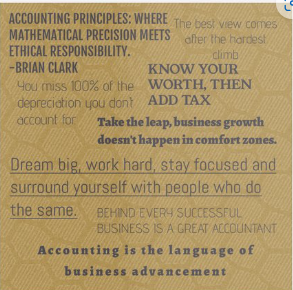 ACCOUNTING PRINCIPLES: WHERE
MATHEMATICAL PRECISION MEETS
ETHICAL RESPONSIBILITY.
-BRIAN CLARK
The best view comes
after the hardest
climb
KNOW YOUR
WORTH, THEN
ADD TAX
You miss 100% of the
depreciation you don't
account for
Take the leap, business growth
doesn't happen in comfort zones.
Dream big, work hard, stay focused and
surround yourself with people who do
the same.
BEHIND EVERY SUCCESSFUL
BUSINESS IS A GREAT ACCOUNTANT
Accounting is the language of
business advancement